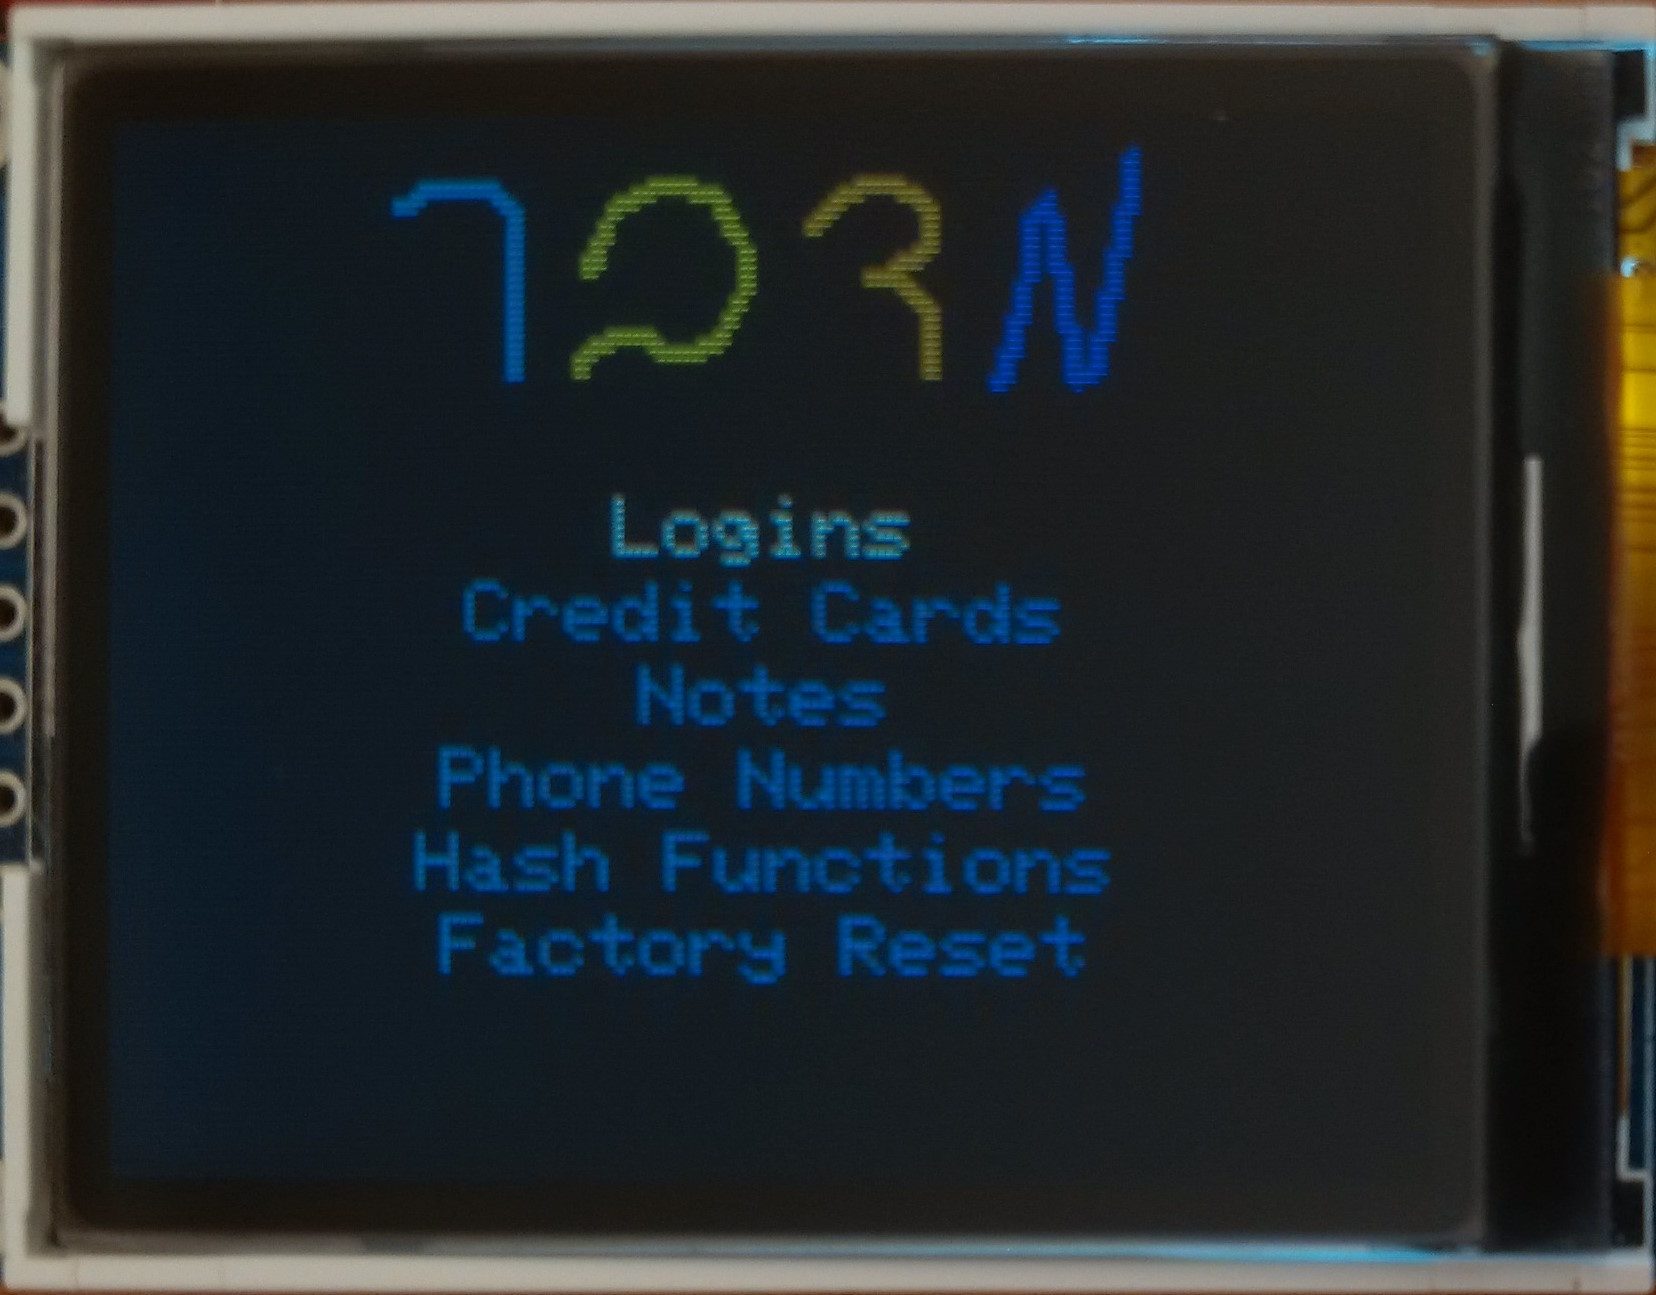 Logins
Credit Cards
Notes
Phone Numbers
Hash Functions
Factory Reset